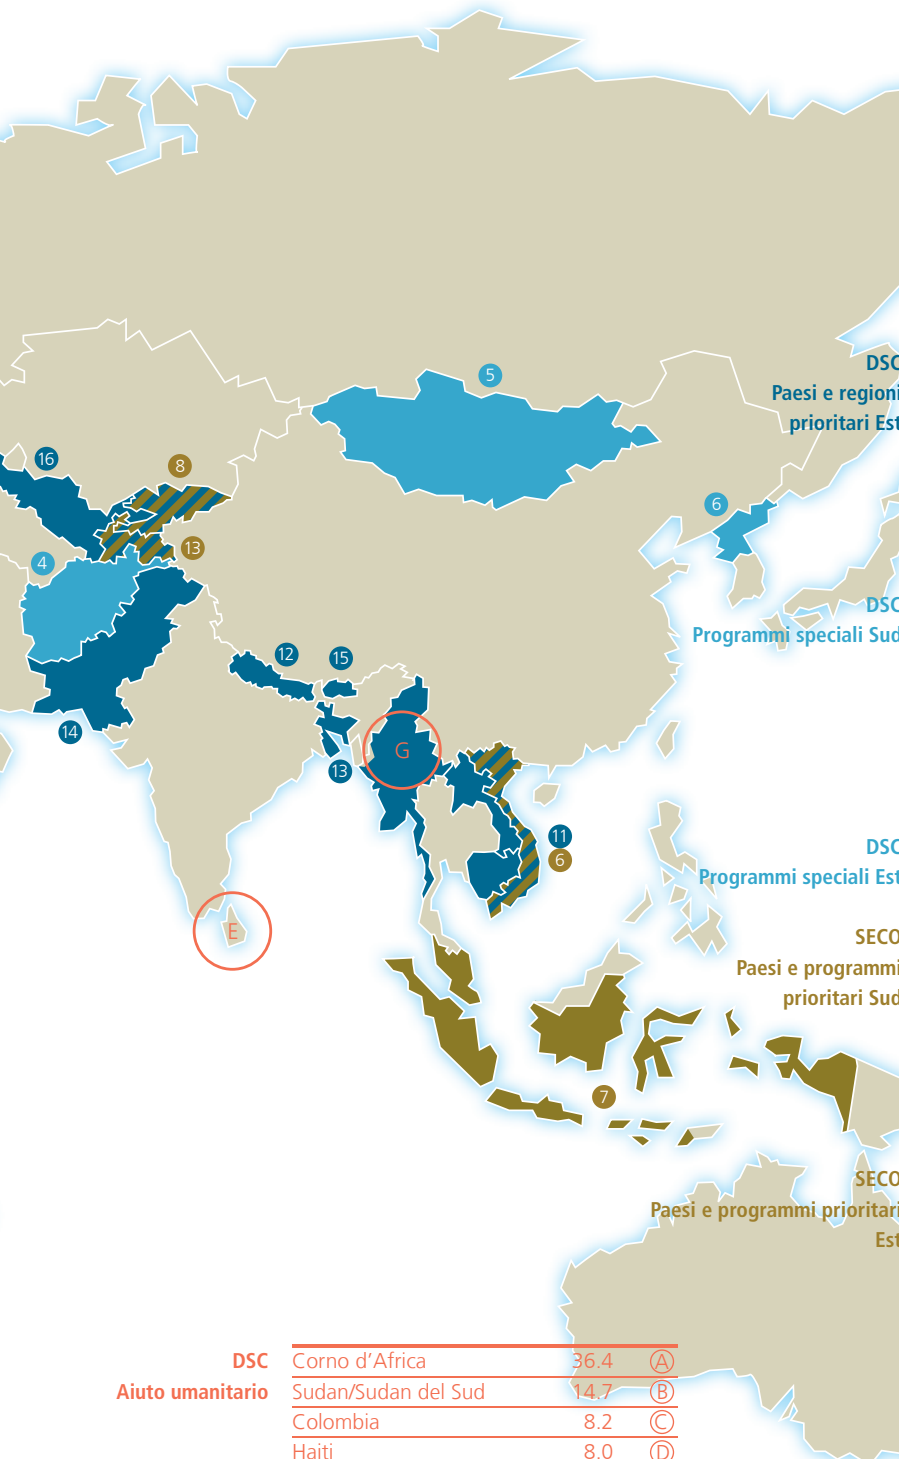 5
DSC
Paesi e regioni
prioritari Est
16
8
6
13
4
DSC
Programmi speciali Sud
12
15
14
G
13
11
6
DSC
Programmi speciali Est
E
SECO
Paesi e programmi
prioritari Sud
7
SECO
Paesi e programmi prioritari
Est
DSC Corno d’Africa 36.4 A
Aiuto umanitario Sudan/Sudan del Sud 14.7 B
Colombia 8.2 C
Haiti 8.0 D